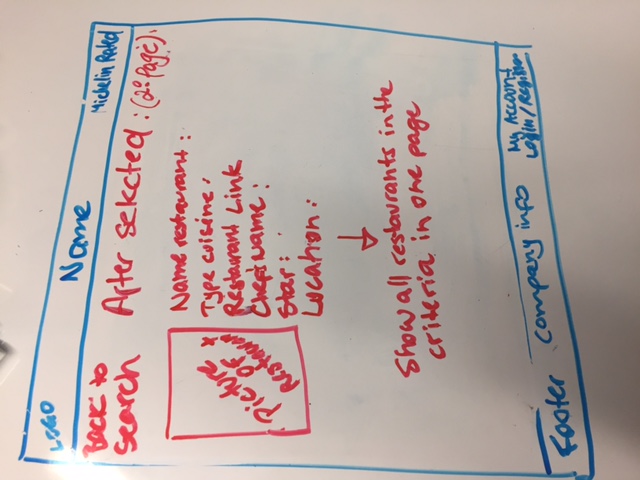 LOGO
Name
Michelin Rated
Back to
Search
After selected : (2º page).
Picture
OF
Restaurant
Name restaurant :
Type cuisine :
Restaurant Link
Chef's Name :
Star :
Location :
Show all restaurants in the
criteria in one page
Footer
company info
My Account
Login / Register